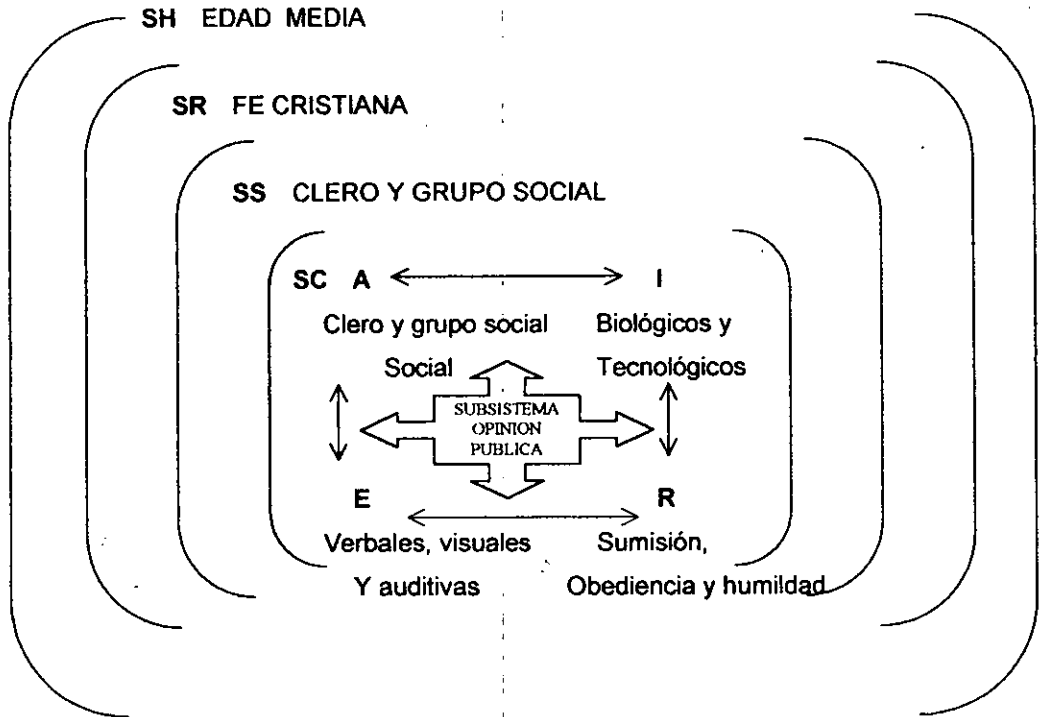 SH EDAD MEDIA
SR FE CRISTIANA
SS CLERO Y GRUPO SOCIAL
SC A I
Clero y grupo social Biológicos y
Social Tecnológicos
SUBSISTEMA
OPINION
PUBLICA
E R
Verbales, visuales Sumisión,
Y auditivas Obediencia y humildad